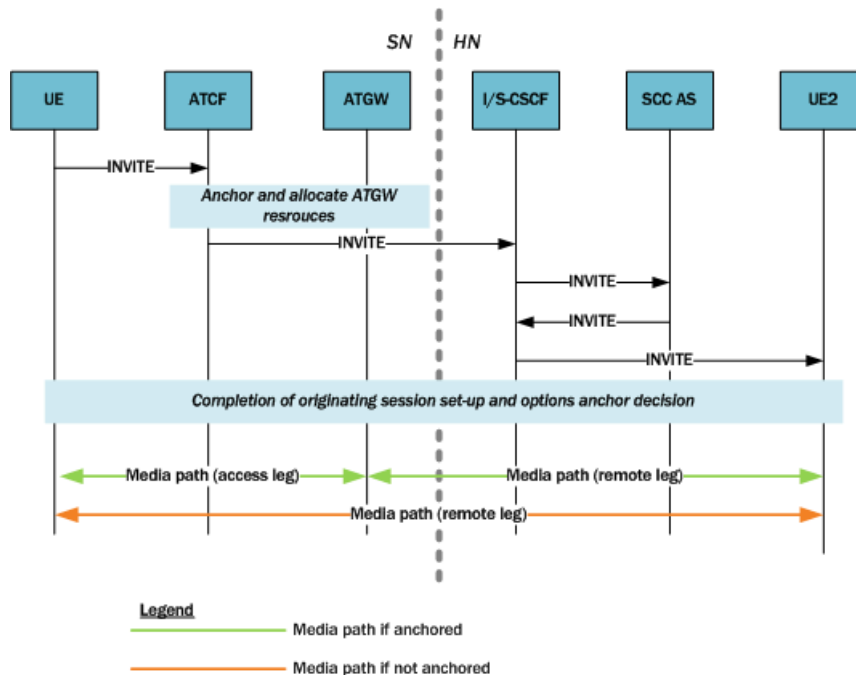 SN
HN
UE
ATCF
ATGW
I/S-CSCF
SCC AS
UE2
INVITE
Anchor and allocate ATGW
resrouces
INVITE
INVITE
INVITE
INVITE
Completion of originating session set-up and options anchor decision
Media path (access leg)
Media path (remote leg)
Media path (remote leg)
Legend
Media path if anchored
Media path if not anchored